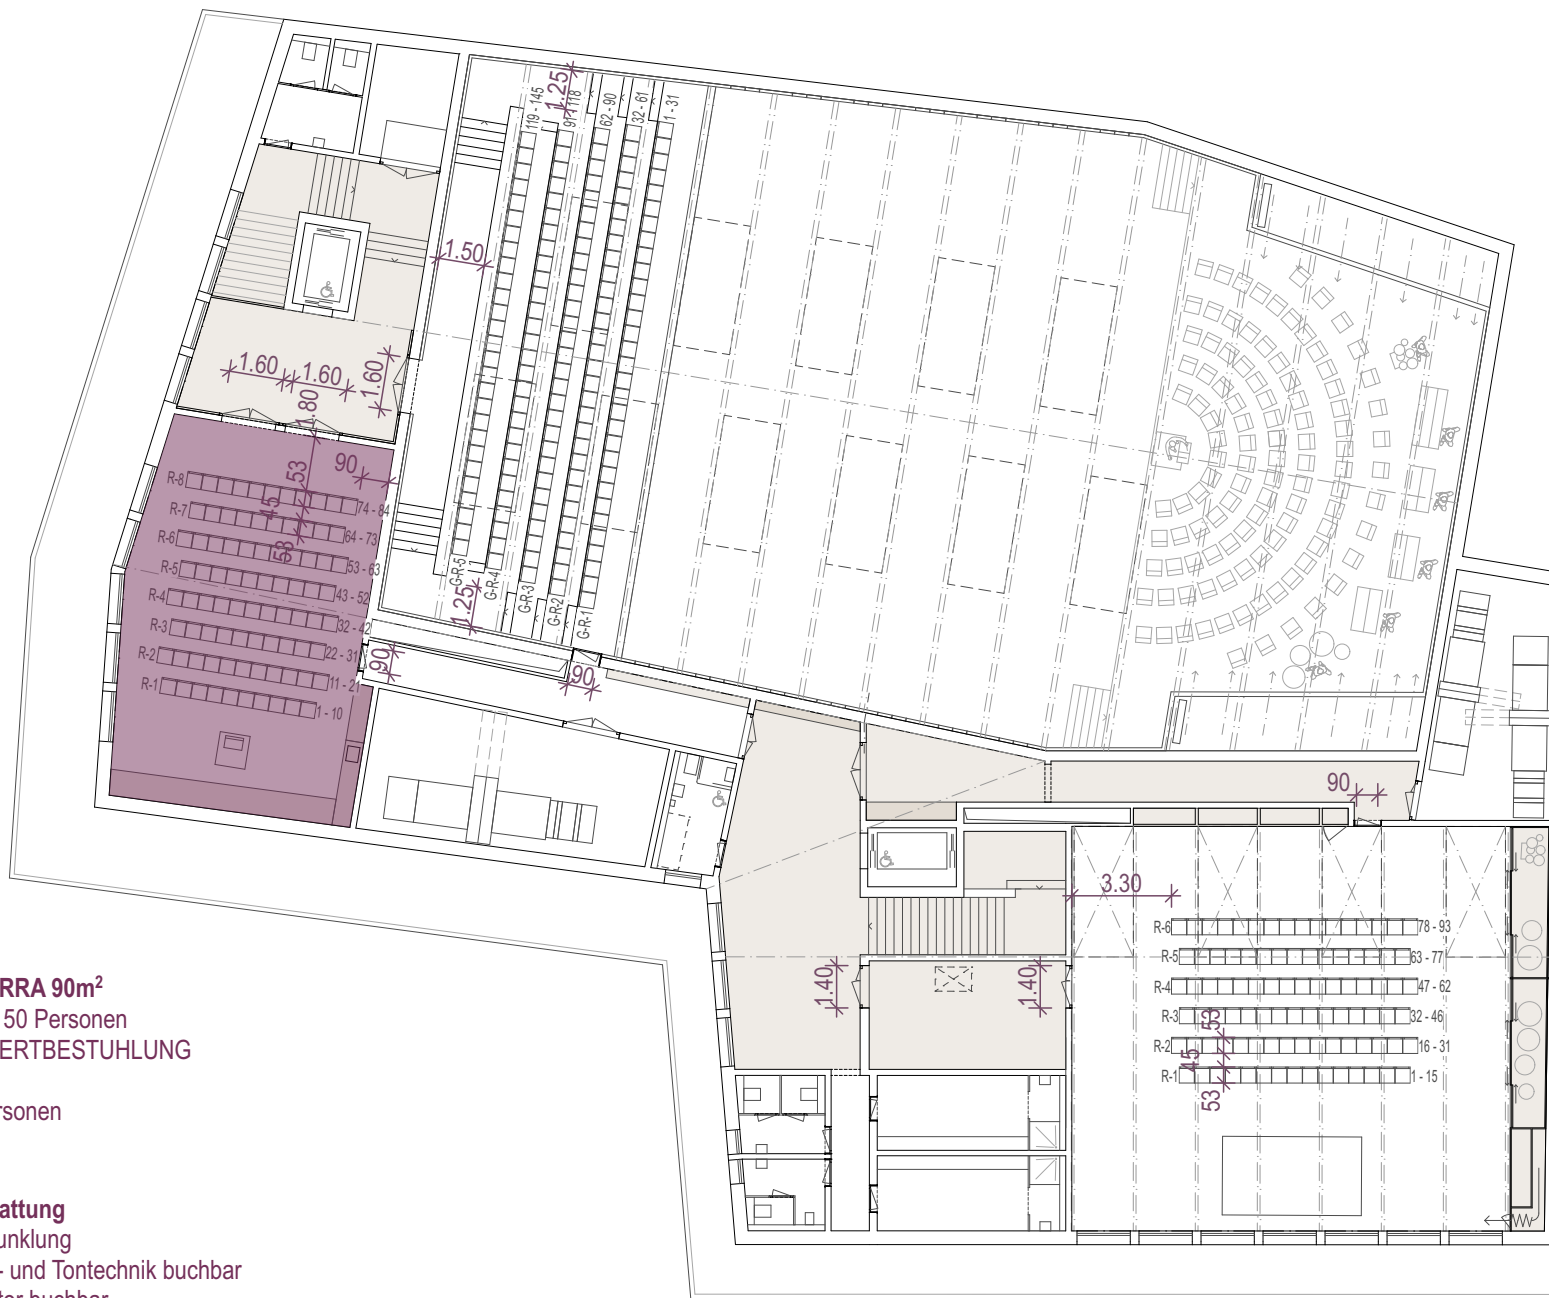 119 - 145
1.25
118
62 - 90
32 - 61
1 - 31
1.50
1.60
1.60
1.60
1.80
90
53
45
53
R-8
74 - 84
R-7
64 - 73
R-6
53 - 63
R-5
43 - 52
R-4
32 - 42
R-3
22 - 31
R-2
11 - 21
R-1
1 - 10
G-R-5
G-R-4
G-R-3
G-R-2
G-R-1
1.25
90
90
90
3.30
1.40
1.40
R-6
78 - 93
R-5
63 - 77
R-4
47 - 62
R-3
32 - 46
R-2
16 - 31
R-1
1 - 15
53
45
53
RRA 90m²
50 Personen
ERTBESTUHLUNG
rsonen
attung
unklung
- und Tontechnik buchbar
buchbar